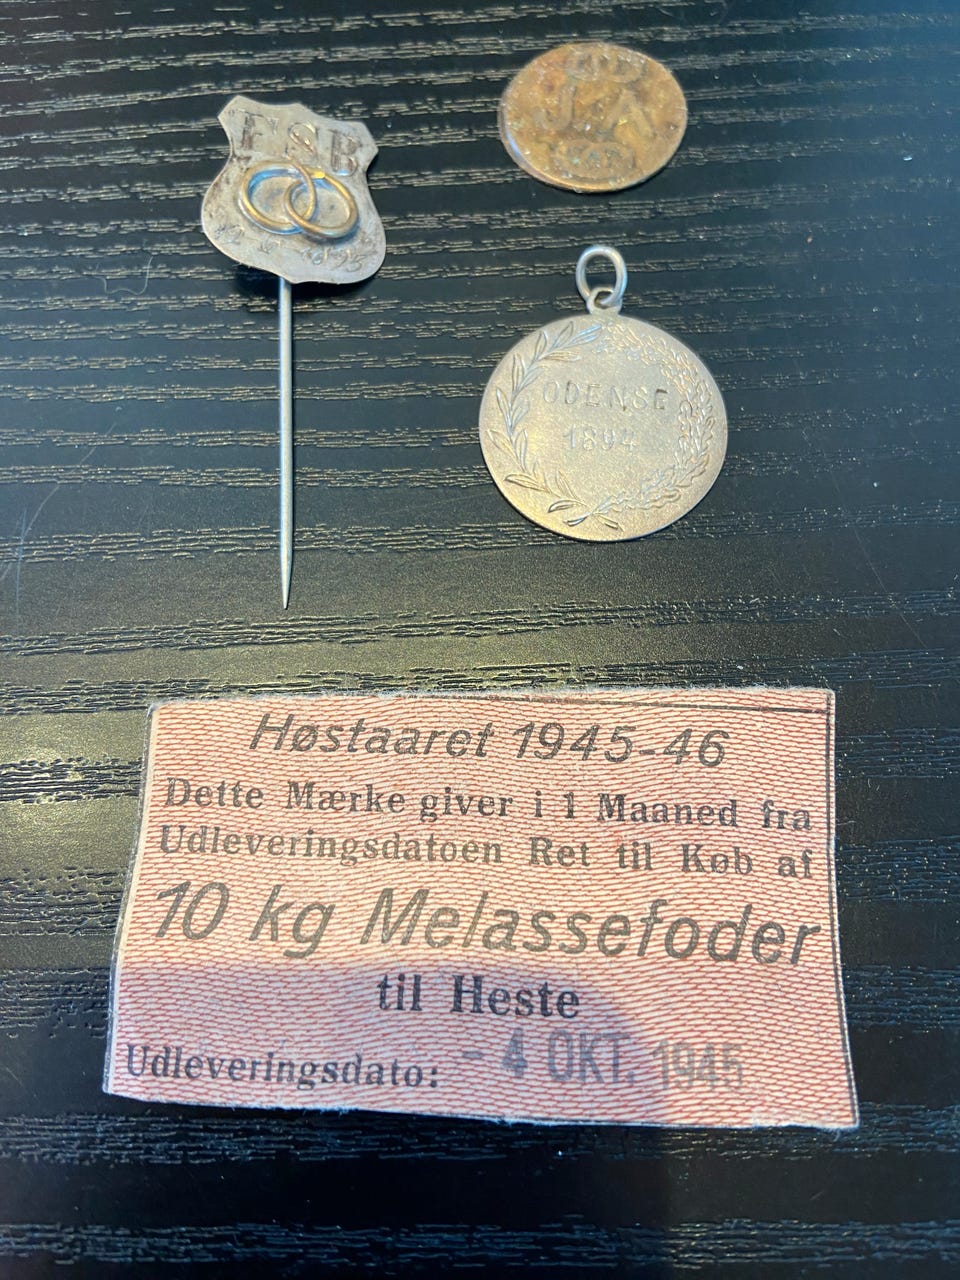 FSB
ODENSE
1894
Høstaaret 1945-46
Dette Mærke giver i 1 Maaned fra
Udleveringsdatoen Ret til Køb af
10 kg Melassefoder
til Heste
Udleveringsdato: - 4 OKT. 1945